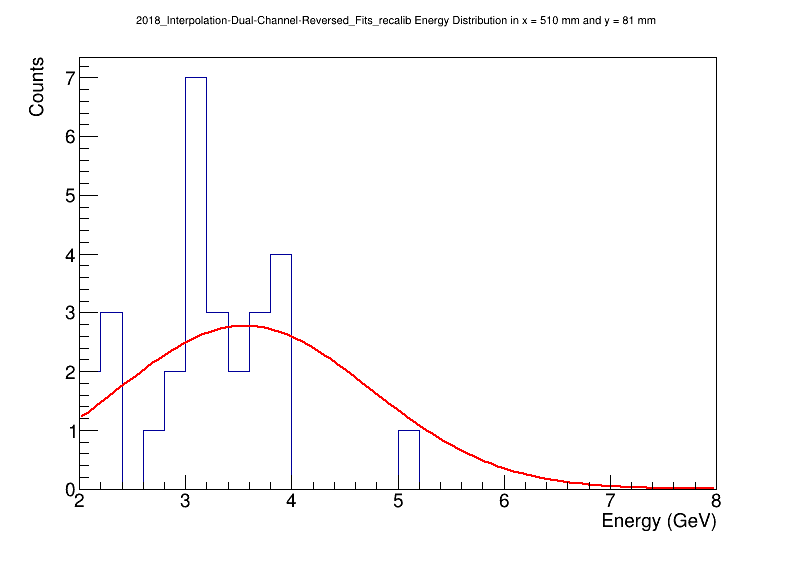 2018_Interpolation-Dual-Channel-Reversed_Fits_recalib Energy Distribution in x = 510 mm and y = 81 mm
Counts
7
6
5
4
3
2
1
0
2 3 4 5 6 7 8
Energy (GeV)